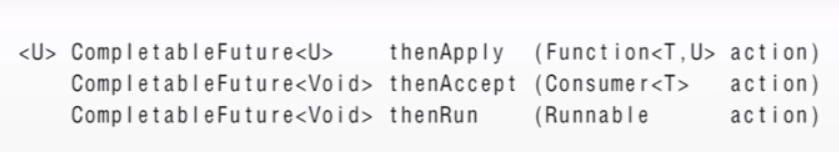 <U> CompletableFuture<U> thenApply (Function<T,U> action)
CompletableFuture<Void> thenAccept (Consumer<T> action)
CompletableFuture<Void> thenRun (Runnable action)